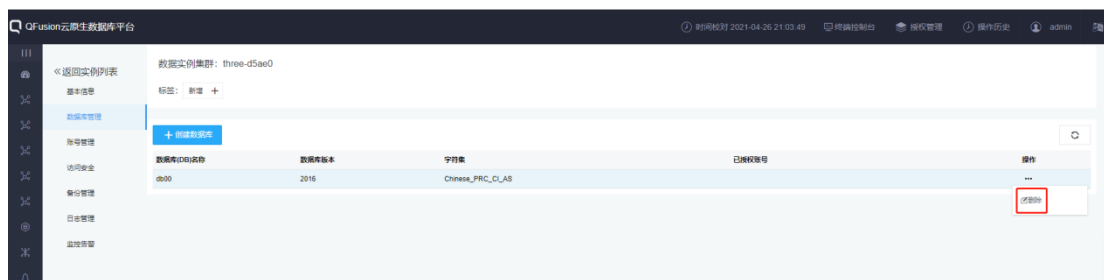 QFusion云原生数据库平台
时间校对 2021-04-26 21:03:49 终端控制台 授权管理 操作历史 admin
≪返回实例列表
基本信息
数据库管理
账号管理
访问安全
备份管理
日志管理
监控告警
数据实例集群: three-d5ae0
标签: 新增 +
+ 创建数据库
数据库(DB)名称 数据库版本 字符集 已授权账号 操作
db00 2016 Chinese_PRC_CI_AS ...
删除